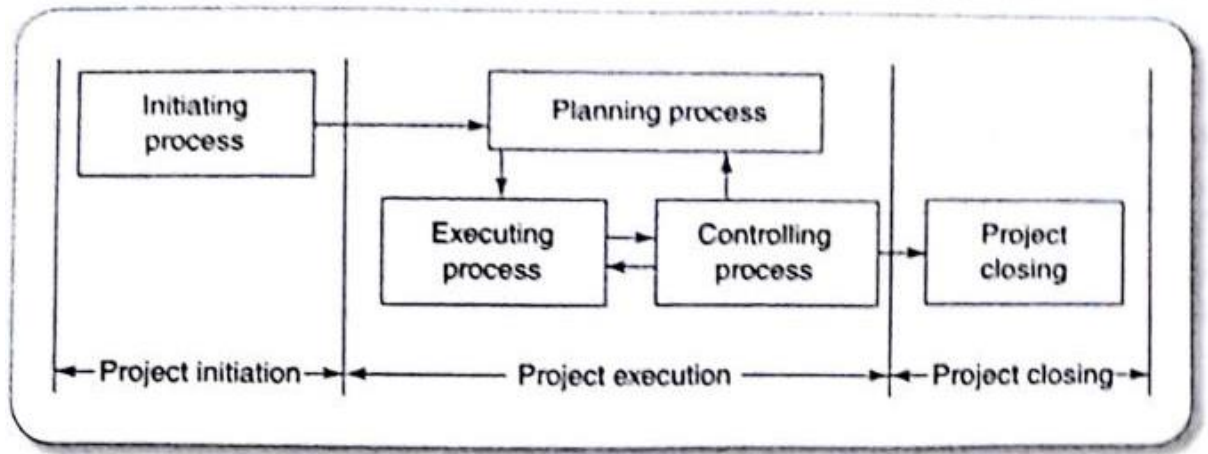 Initiating
process
Planning process
Executing
process
Controlling
process
Project
closing
Project initiation
Project execution
Project closing